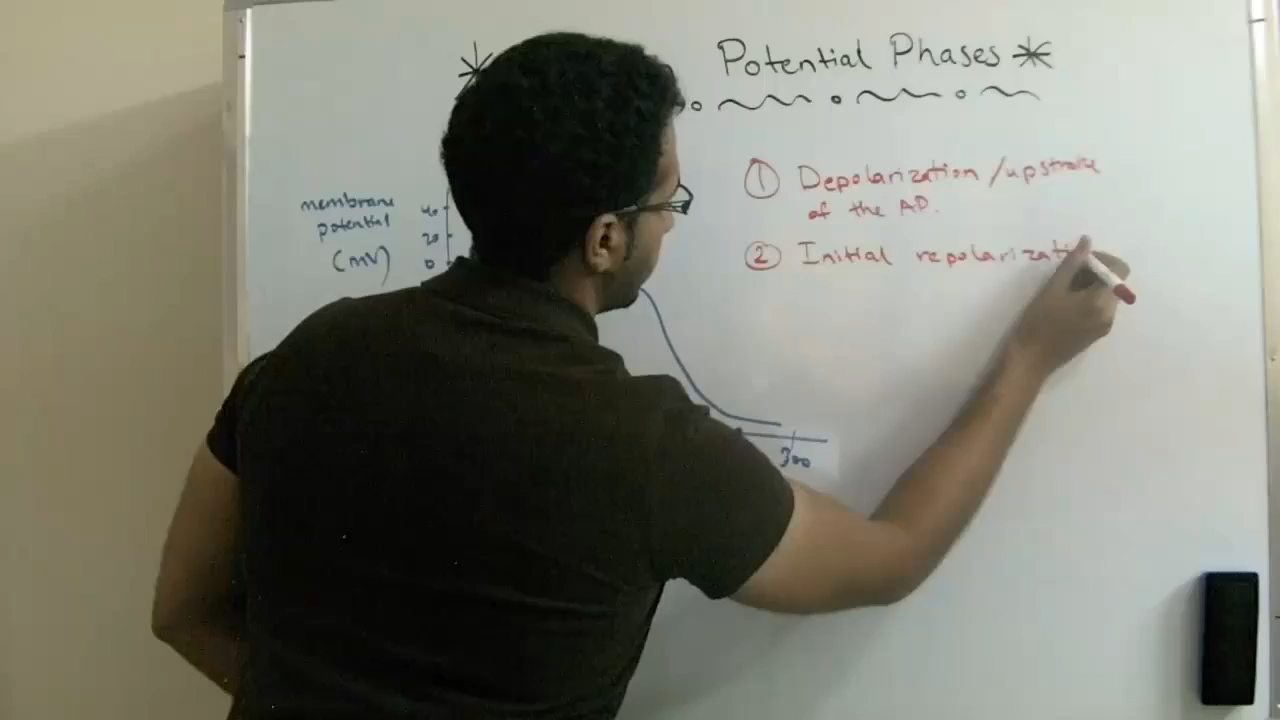 Potential Phases
membrane
potential
(mV)
40
20
0
① Depolarization / upstroke
of the AP.
② Initial repolarizati
300